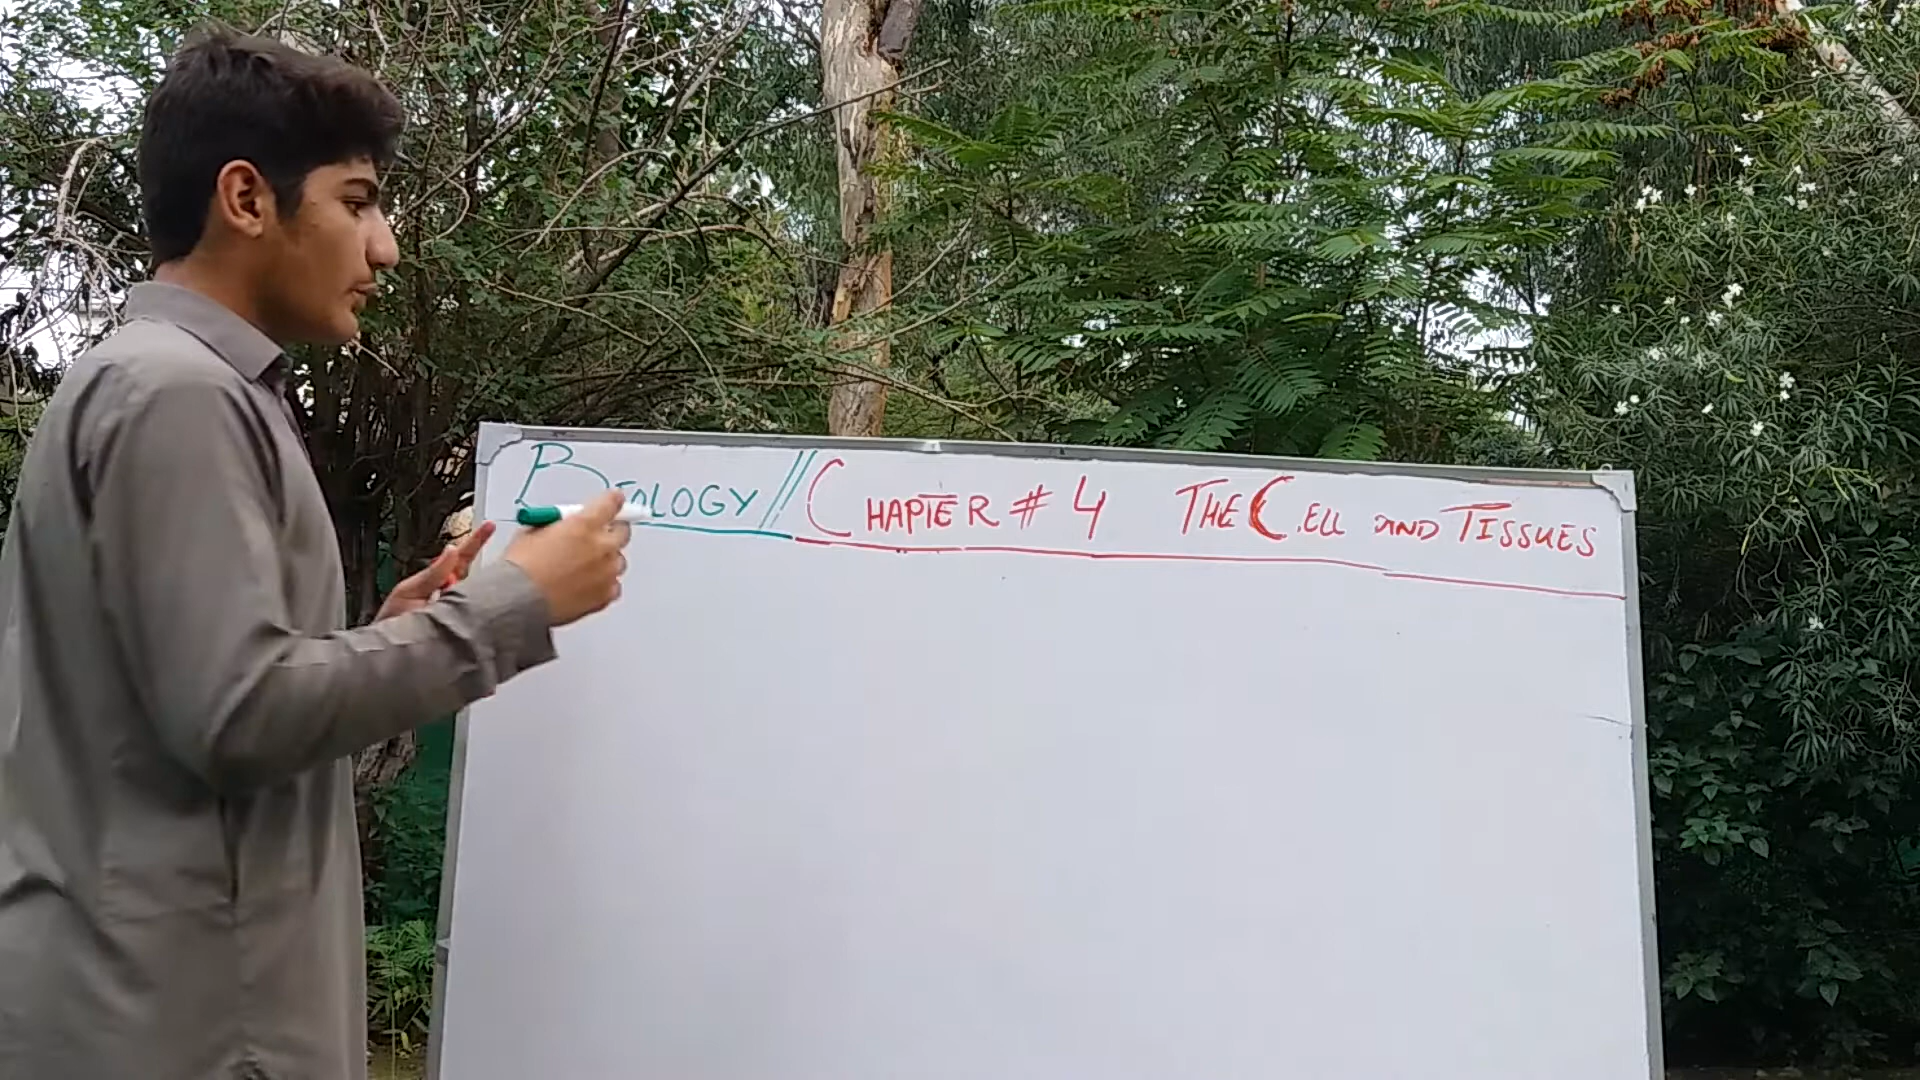 BIOLOGY // CHAPTER # 4 THE CELL AND TISSUES